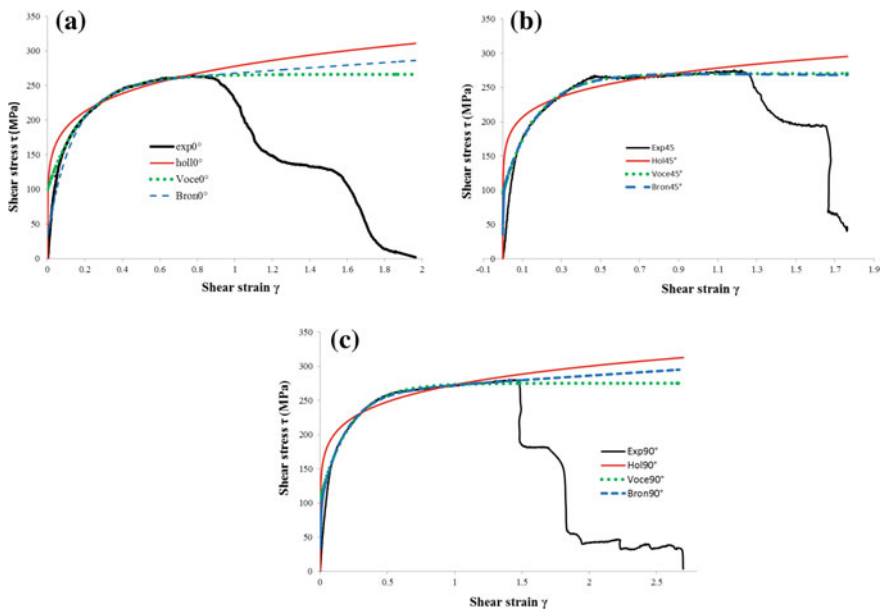 (a)
350
300
250
200
150
100
50
0
Shear stress τ (MPa)
exp0°
holl0°
Voce0°
Bron0°
0 0.2 0.4 0.6 0.8 1 1.2 1.4 1.6 1.8 2
Shear strain γ
(b)
350
300
250
200
150
100
50
0
Shear stress τ (MPa)
Exp45
Hol45°
Voce45°
Bron45°
-0.1 0.1 0.3 0.5 0.7 0.9 1.1 1.3 1.5 1.7 1.9
Shear strain γ
(c)
350
300
250
200
150
100
50
0
Shear stress τ (MPa)
Exp90°
Hol90°
Voce90°
Bron90°
0 0.5 1 1.5 2 2.5
Shear strain γ